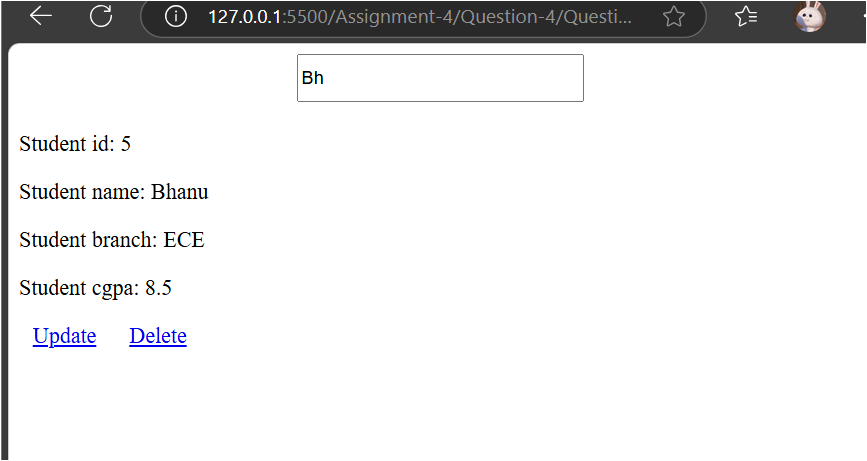 127.0.0.1:5500/Assignment-4/Question-4/Questi...
Bh
Student id: 5
Student name: Bhanu
Student branch: ECE
Student cgpa: 8.5
Update Delete